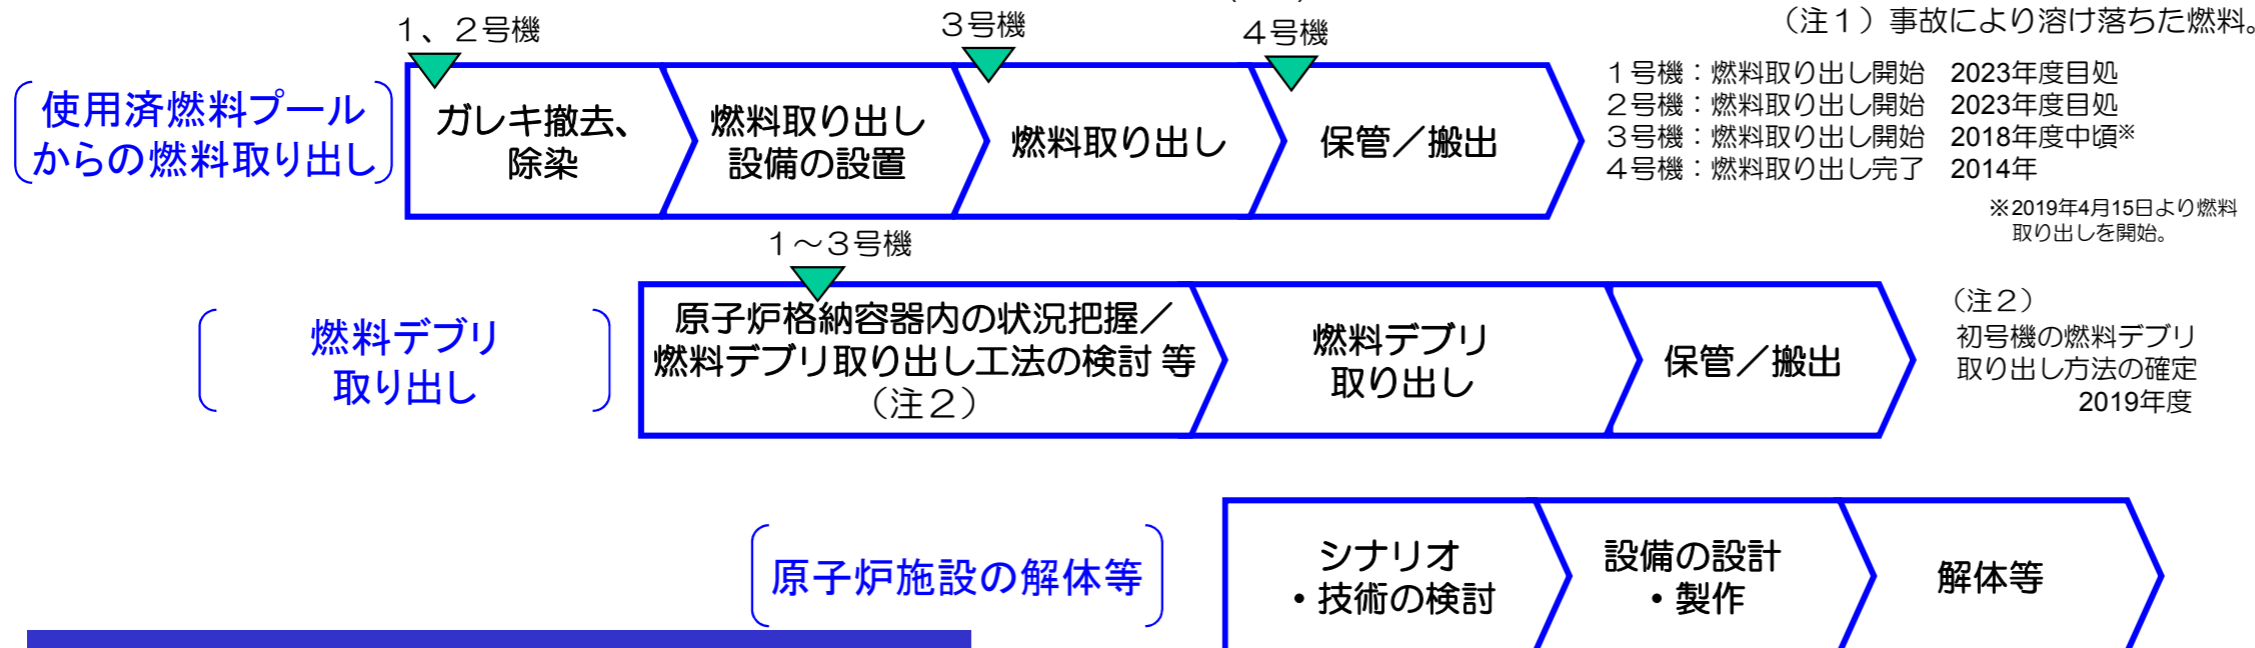 （注１）事故により溶け落ちた燃料。
１、２号機
３号機
４号機
使用済燃料プール
からの燃料取り出し
ガレキ撤去、
除染
燃料取り出し
設備の設置
燃料取り出し
保管／搬出
１号機：燃料取り出し開始　2023年度目処
２号機：燃料取り出し開始　2023年度目処
３号機：燃料取り出し開始　2018年度中頃※
４号機：燃料取り出し完了　2014年
※2019年4月15日より燃料
取り出しを開始。
１～３号機
燃料デブリ
取り出し
原子炉格納容器内の状況把握／
燃料デブリ取り出し工法の検討 等
（注２）
燃料デブリ
取り出し
保管／搬出
（注２）
初号機の燃料デブリ
取り出し方法の確定
2019年度
原子炉施設の解体等
シナリオ
・技術の検討
設備の設計
・製作
解体等